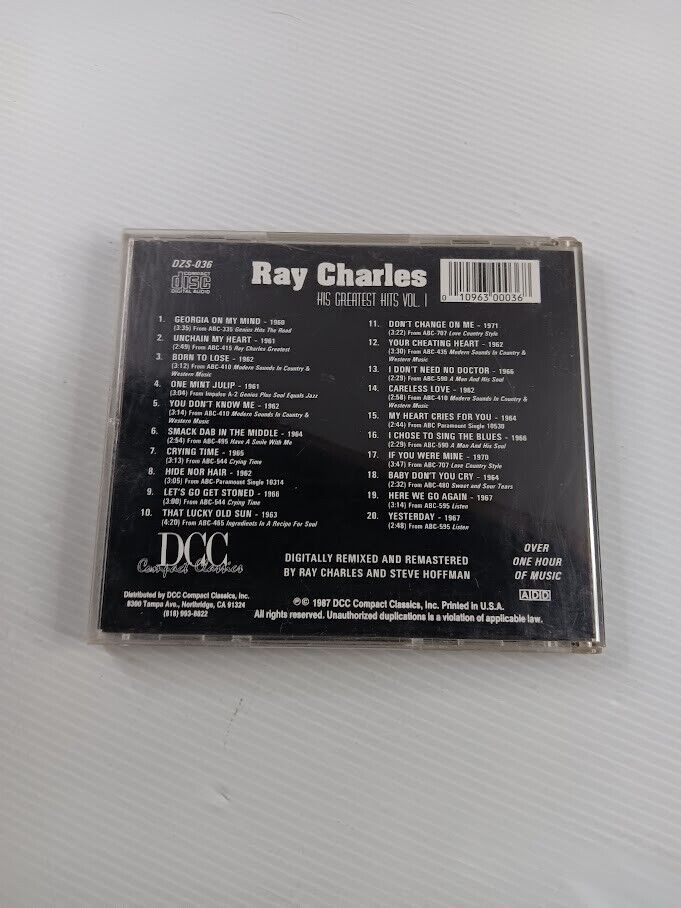 DZS-036
COMPACT
disc
DIGITAL AUDIO
Ray Charles
HIS GREATEST HITS VOL. I
0 10963 00036
1. GEORGIA ON MY MIND - 1960
(3:35) From ABC-335 Genius Hits The Road
2. UNCHAIN MY HEART - 1961
(2:49) From ABC-415 Ray Charles Greatest
3. BORN TO LOSE - 1962
(3:12) From ABC-410 Modern Sounds In Country &
Western Music
4. ONE MINT JULIP - 1961
(3:04) From Impulse A-2 Genius Plus Soul Equals Jazz
5. YOU DON'T KNOW ME - 1962
(3:14) From ABC-410 Modern Sounds In Country &
Western Music
6. SMACK DAB IN THE MIDDLE - 1964
(2:54) From ABC-495 Have A Smile With Me
7. CRYING TIME - 1965
(3:13) From ABC-544 Crying Time
8. HIDE NOR HAIR - 1962
(3:05) From ABC-Paramount Single 10314
9. LET'S GO GET STONED - 1966
(3:00) From ABC-544 Crying Time
10. THAT LUCKY OLD SUN - 1963
(4:20) From ABC-465 Ingredients In A Recipe For Soul
11. DON'T CHANGE ON ME - 1971
(3:22) From ABC-707 Love Country Style
12. YOUR CHEATING HEART - 1962
(3:30) From ABC-435 Modern Sounds In Country &
Western Music
13. I DON'T NEED NO DOCTOR - 1966
(2:29) From ABC-590 A Man And His Soul
14. CARELESS LOVE - 1962
(2:58) From ABC-410 Modern Sounds In Country &
Western Music
15. MY HEART CRIES FOR YOU - 1964
(2:44) From ABC Paramount Single 10530
16. I CHOSE TO SING THE BLUES - 1966
(2:29) From ABC-590 A Man And His Soul
17. IF YOU WERE MINE - 1970
(3:47) From ABC-707 Love Country Style
18. BABY DON'T YOU CRY - 1964
(2:32) From ABC-480 Sweet and Sour Tears
19. HERE WE GO AGAIN - 1967
(3:14) From ABC-595 Listen
20. YESTERDAY - 1967
(2:48) From ABC-595 Listen
DCC
Compact Classics
DIGITALLY REMIXED AND REMASTERED
BY RAY CHARLES AND STEVE HOFFMAN
OVER
ONE HOUR
OF MUSIC
ADD
Distributed by DCC Compact Classics, Inc.
8300 Tampa Ave., Northridge, CA 91324
(818) 993-8822
℗© 1987 DCC Compact Classics, Inc. Printed in U.S.A.
All rights reserved. Unauthorized duplications is a violation of applicable law.